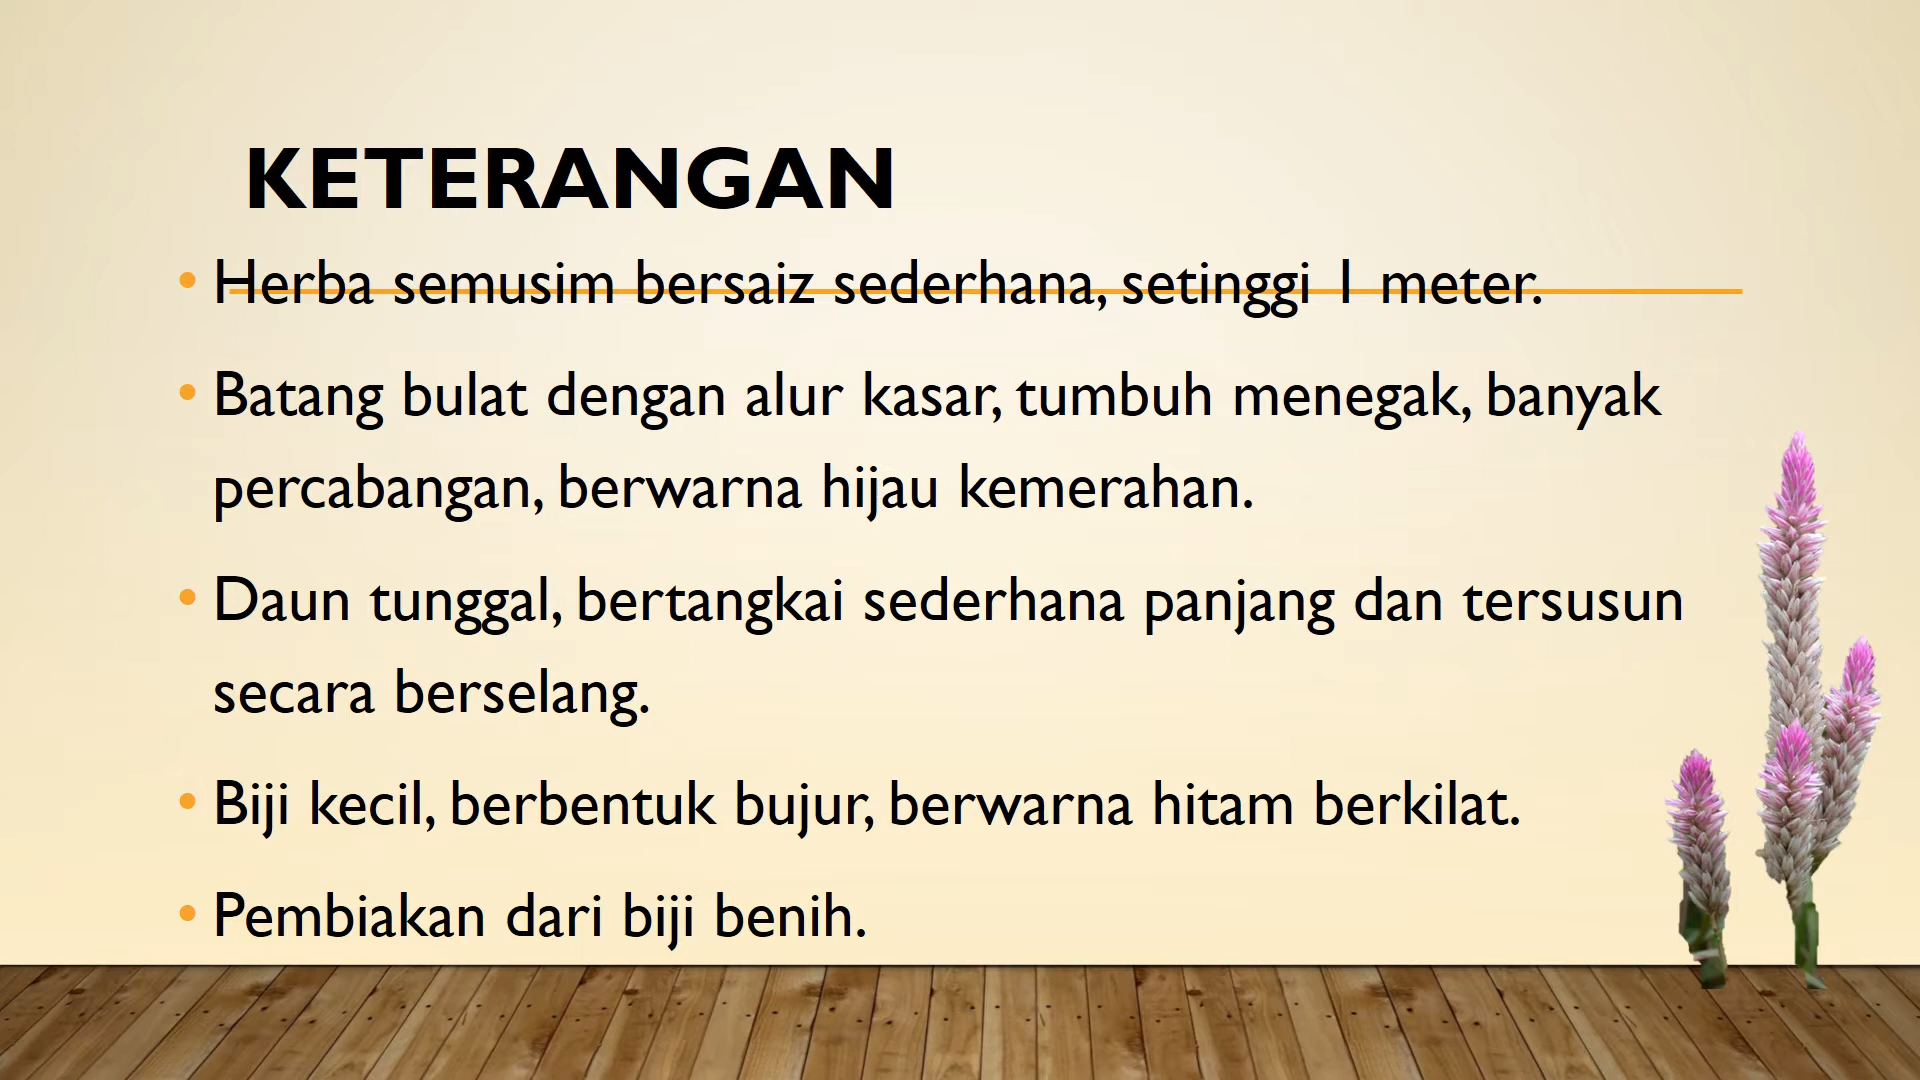 KETERANGAN
• Herba semusim bersaiz sederhana, setinggi 1 meter.
• Batang bulat dengan alur kasar, tumbuh menegak, banyak
percabangan, berwarna hijau kemerahan.
• Daun tunggal, bertangkai sederhana panjang dan tersusun
secara berselang.
• Biji kecil, berbentuk bujur, berwarna hitam berkilat.
• Pembiakan dari biji benih.